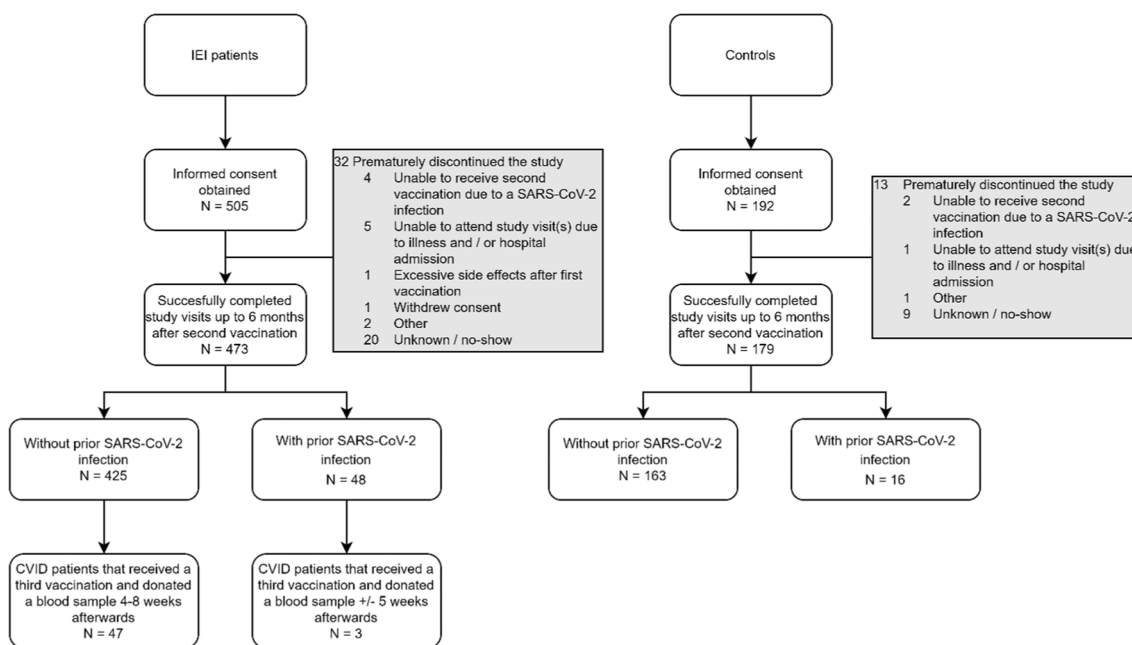 IEI patients
Informed consent
obtained
N = 505
32 Prematurely discontinued the study
4 Unable to receive second
vaccination due to a SARS-CoV-2
infection
5 Unable to attend study visit(s) due
to illness and / or hospital
admission
1 Excessive side effects after first
vaccination
1 Withdrew consent
2 Other
20 Unknown / no-show
Succesfully completed
study visits up to 6 months
after second vaccination
N = 473
Without prior SARS-CoV-2
infection
N = 425
With prior SARS-CoV-2
infection
N = 48
CVID patients that received a
third vaccination and donated
a blood sample 4-8 weeks
afterwards
N = 47
CVID patients that received a
third vaccination and donated
a blood sample +/- 5 weeks
afterwards
N = 3
Controls
Informed consent
obtained
N = 192
13 Prematurely discontinued the study
2 Unable to receive second
vaccination due to a SARS-CoV-2
infection
1 Unable to attend study visit(s) due
to illness and / or hospital
admission
1 Other
9 Unknown / no-show
Succesfully completed
study visits up to 6 months
after second vaccination
N = 179
Without prior SARS-CoV-2
infection
N = 163
With prior SARS-CoV-2
infection
N = 16